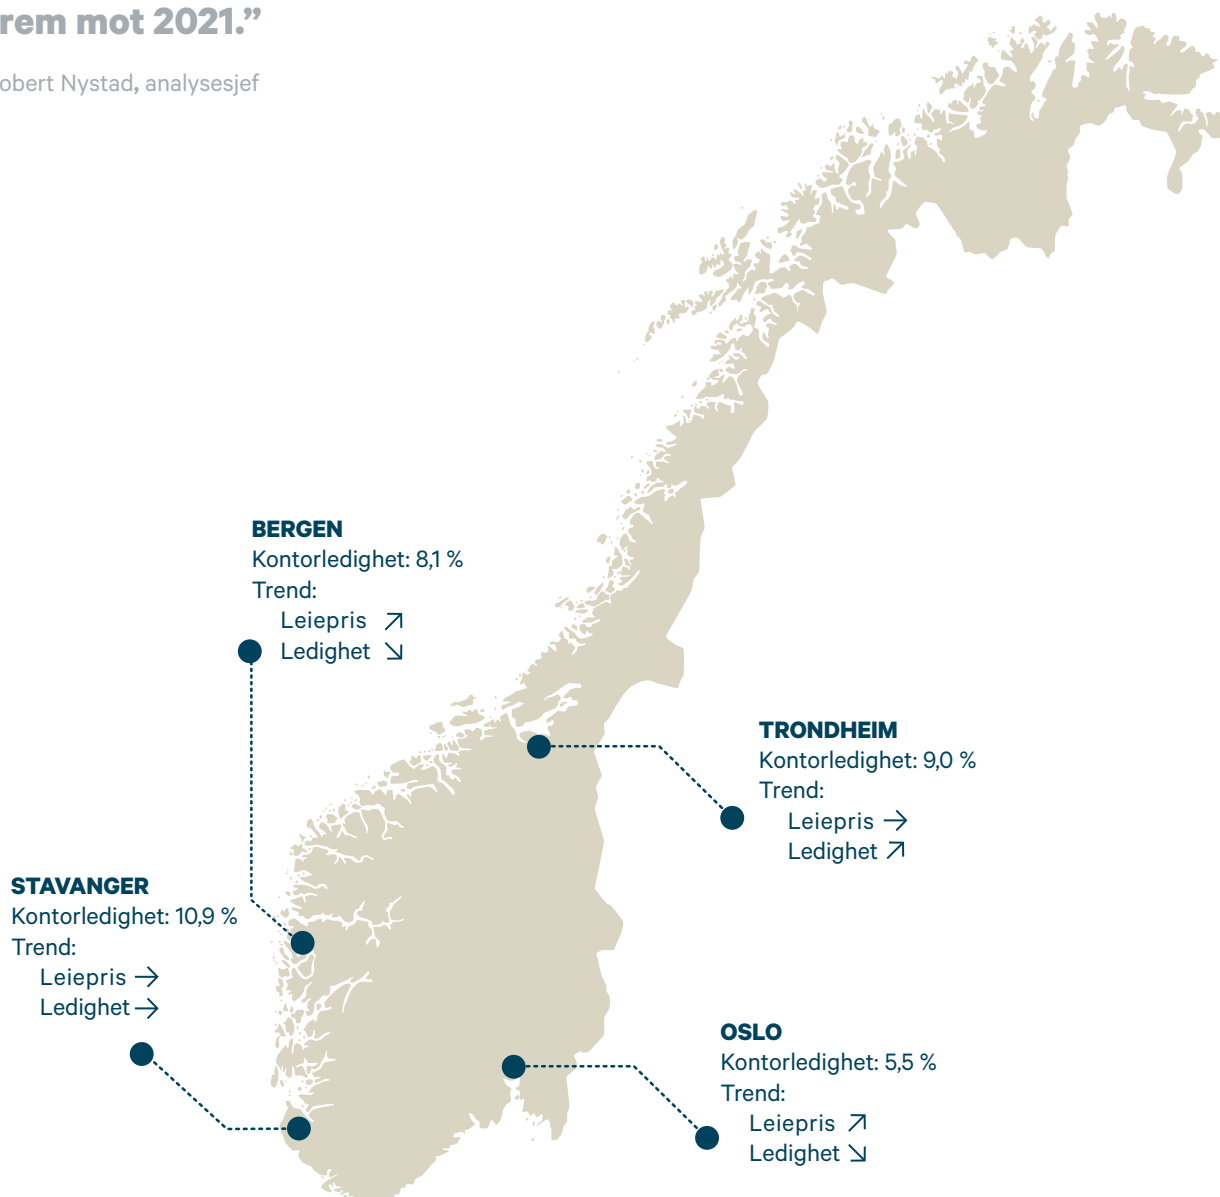 rem mot 2021.”
obert Nystad, analysesjef
BERGEN
Kontorledighet: 8,1 %
Trend:
Leiepris ↗
Ledighet ↘
TRONDHEIM
Kontorledighet: 9,0 %
Trend:
Leiepris →
Ledighet ↗
STAVANGER
Kontorledighet: 10,9 %
Trend:
Leiepris →
Ledighet →
OSLO
Kontorledighet: 5,5 %
Trend:
Leiepris ↗
Ledighet ↘